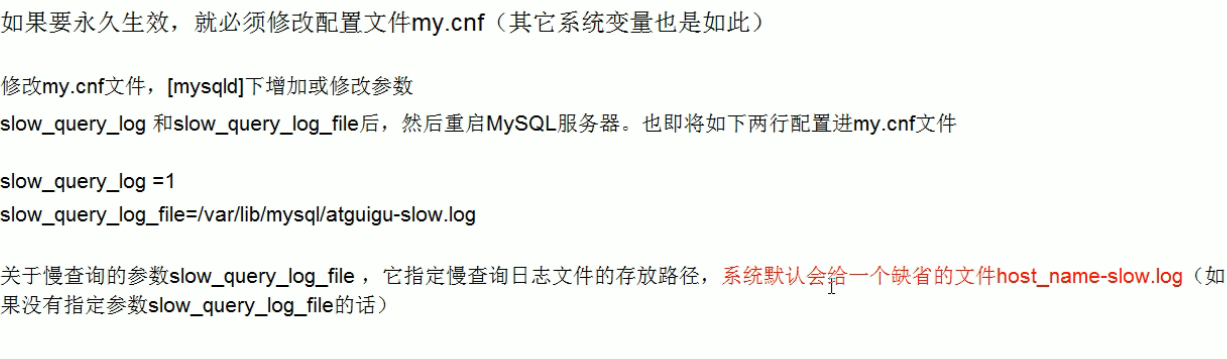 如果要永久生效，就必须修改配置文件my.cnf（其它系统变量也是如此）
修改my.cnf文件，[mysqld]下增加或修改参数
slow_query_log 和slow_query_log_file后，然后重启MySQL服务器。也即将如下两行配置进my.cnf文件
slow_query_log =1
slow_query_log_file=/var/lib/mysql/atguigu-slow.log
关于慢查询的参数slow_query_log_file ，它指定慢查询日志文件的存放路径，系统默认会给一个缺省的文件host_name-slow.log（如
果没有指定参数slow_query_log_file的话）